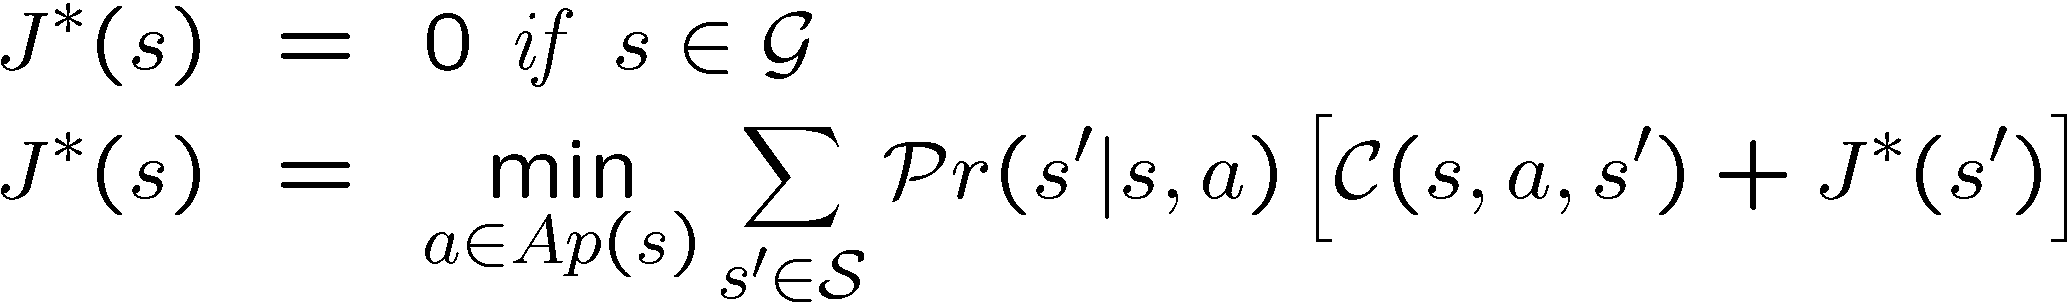 J*(s) = 0 if s ∈ 𝒢
J*(s) = min_{a∈Ap(s)} ∑_{s′∈𝒮} 𝒫r(s′|s, a) [𝒞(s, a, s′) + J*(s′)]